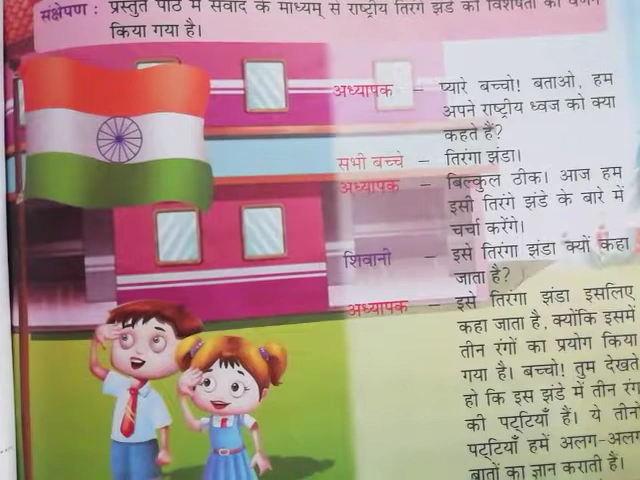 संक्षेपण : प्रस्तुत पाठ में संवाद के माध्यम् से राष्ट्रीय तिरंगे झंडे की विशेषता का वर्णन
किया गया है।
अध्यापक – प्यारे बच्चो! बताओ, हम
अपने राष्ट्रीय ध्वज को क्या
कहते हैं?
सभी बच्चे – तिरंगा झंडा।
अध्यापक – बिल्कुल ठीक। आज हम
इसी तिरंगे झंडे के बारे में
चर्चा करेंगे।
शिवानी – इसे तिरंगा झंडा क्यों कहा
जाता है?
अध्यापक – इसे तिरंगा झंडा इसलिए
कहा जाता है, क्योंकि इसमें
तीन रंगों का प्रयोग किया
गया है। बच्चो! तुम देखते
हो कि इस झंडे में तीन रंग
की पट्टियाँ हैं। ये तीनों
पट्टियाँ हमें अलग-अलग
बातों का ज्ञान कराती हैं।